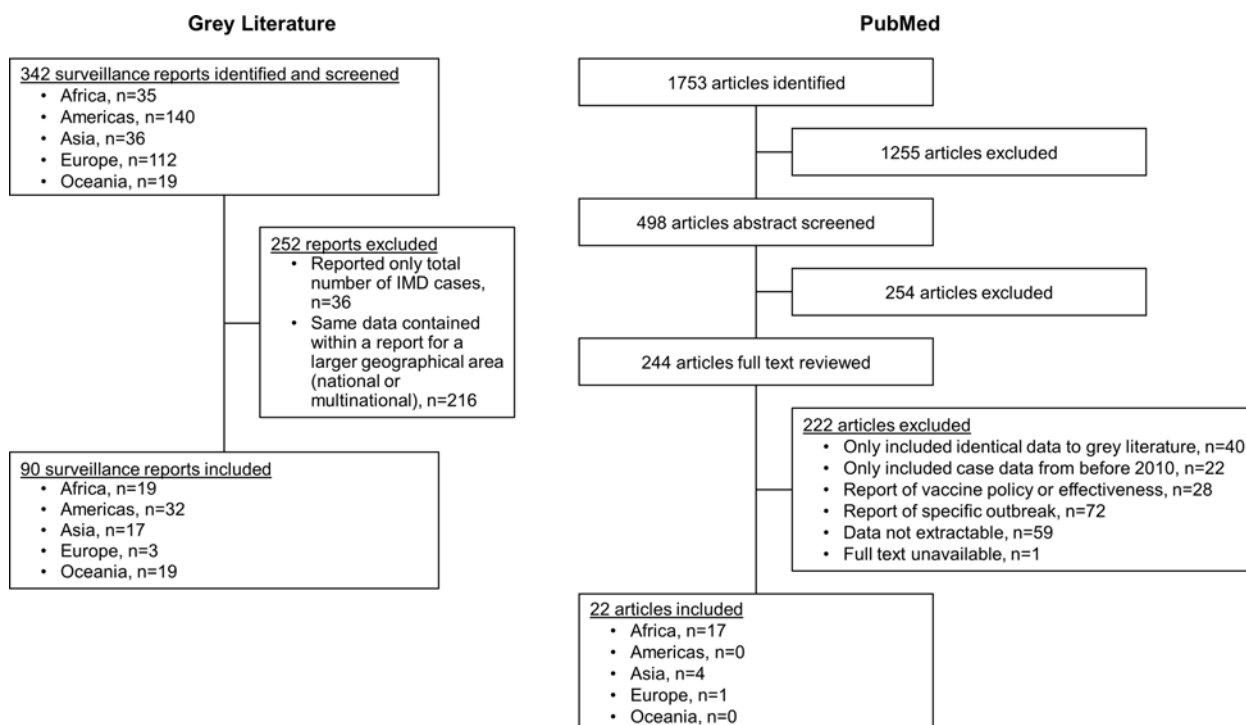 Grey Literature
342 surveillance reports identified and screened
• Africa, n=35
• Americas, n=140
• Asia, n=36
• Europe, n=112
• Oceania, n=19
252 reports excluded
• Reported only total
number of IMD cases,
n=36
• Same data contained
within a report for a
larger geographical area
(national or
multinational), n=216
90 surveillance reports included
• Africa, n=19
• Americas, n=32
• Asia, n=17
• Europe, n=3
• Oceania, n=19
PubMed
1753 articles identified
1255 articles excluded
498 articles abstract screened
254 articles excluded
244 articles full text reviewed
222 articles excluded
• Only included identical data to grey literature, n=40
• Only included case data from before 2010, n=22
• Report of vaccine policy or effectiveness, n=28
• Report of specific outbreak, n=72
• Data not extractable, n=59
• Full text unavailable, n=1
22 articles included
• Africa, n=17
• Americas, n=0
• Asia, n=4
• Europe, n=1
• Oceania, n=0